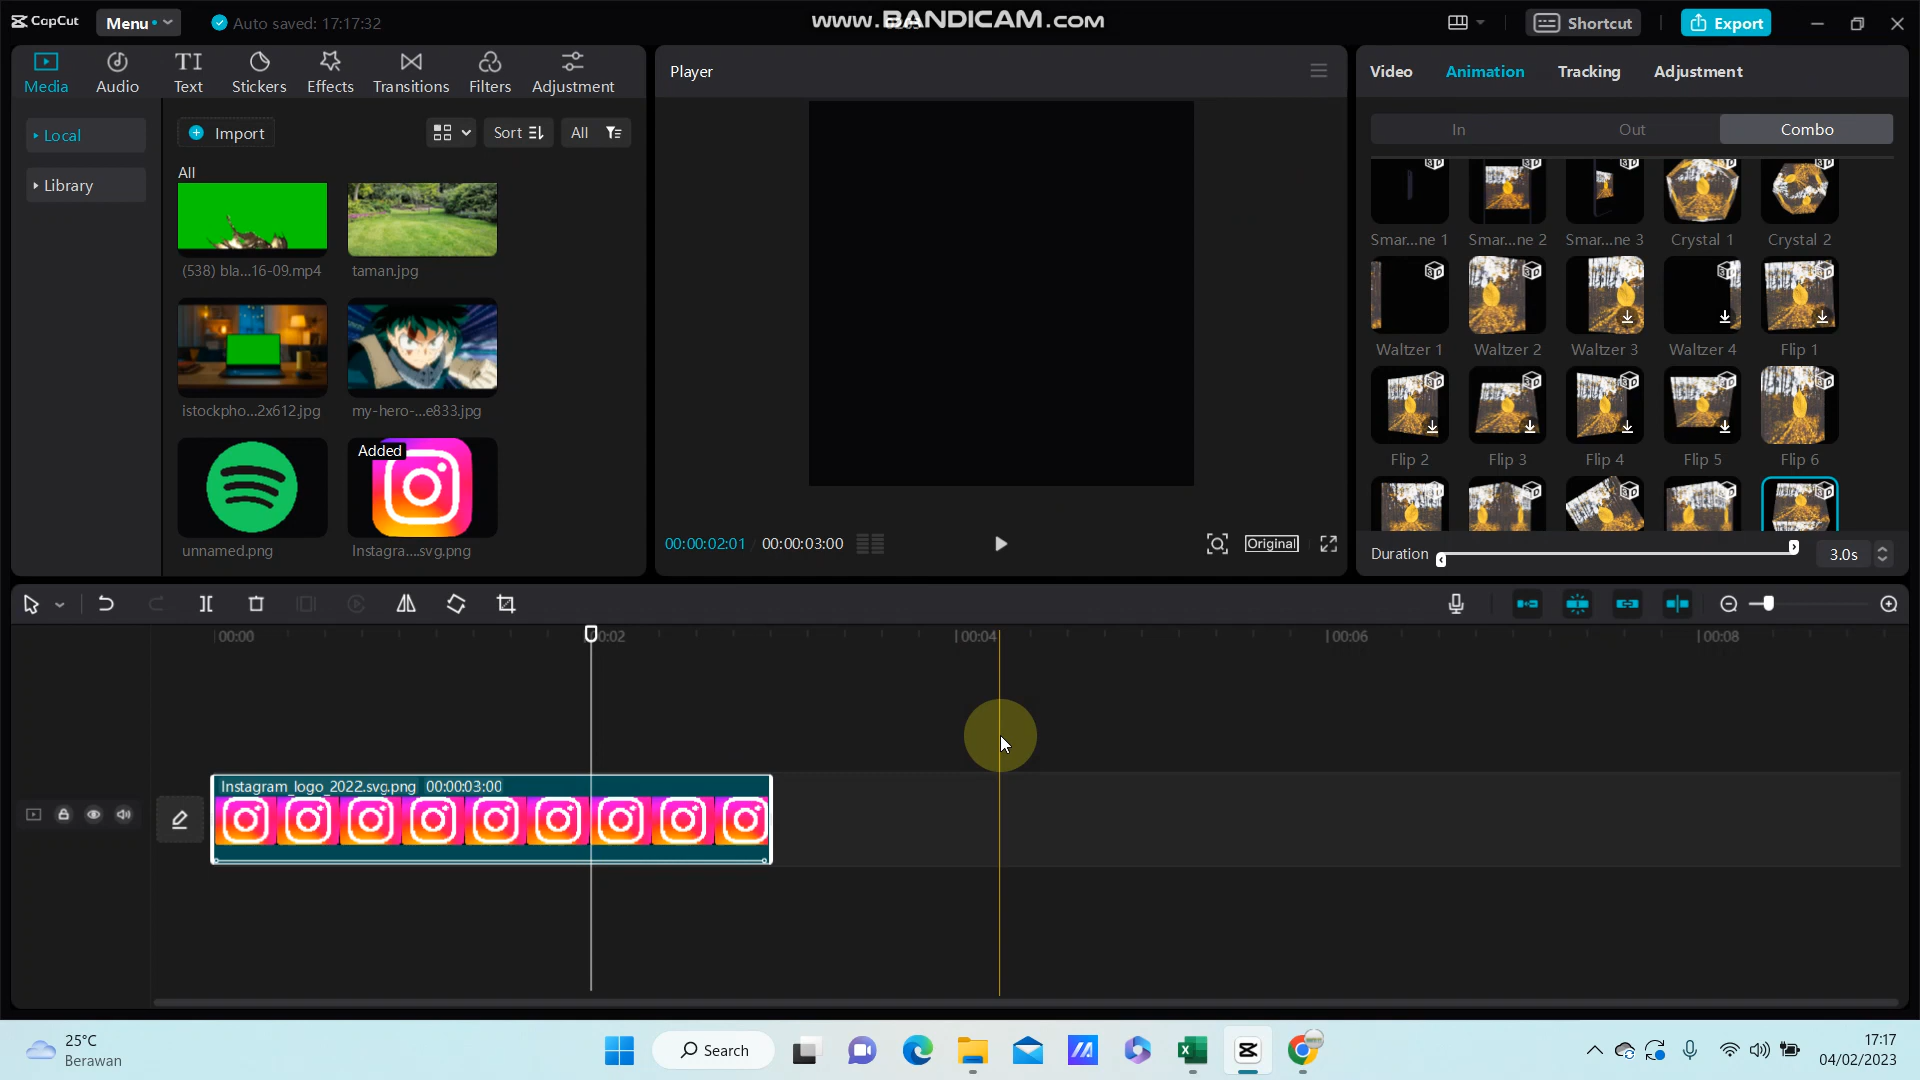 CapCut
Menu
Auto saved: 17:17:32
www.BANDICAM.com
Shortcut
Export
Media
Audio
Text
Stickers
Effects
Transitions
Filters
Adjustment
Player
Video
Animation
Tracking
Adjustment
In
Out
Combo
Local
Library
Import
Sort
All
All
(538) bla...16-09.mp4
taman.jpg
istockpho...2x612.jpg
my-hero-...e833.jpg
Added
unnamed.png
Instagra....svg.png
Smar...ne 1
Smar...ne 2
Smar...ne 3
Crystal 1
Crystal 2
Waltzer 1
Waltzer 2
Waltzer 3
Waltzer 4
Flip 1
Flip 2
Flip 3
Flip 4
Flip 5
Flip 6
00:00:02:01
00:00:03:00
Original
Duration
3.0s
00:00
0:02
00:04
00:06
00:08
Instagram_logo_2022.svg.png 00:00:03:00
25°C
Berawan
Search
17:17
04/02/2023